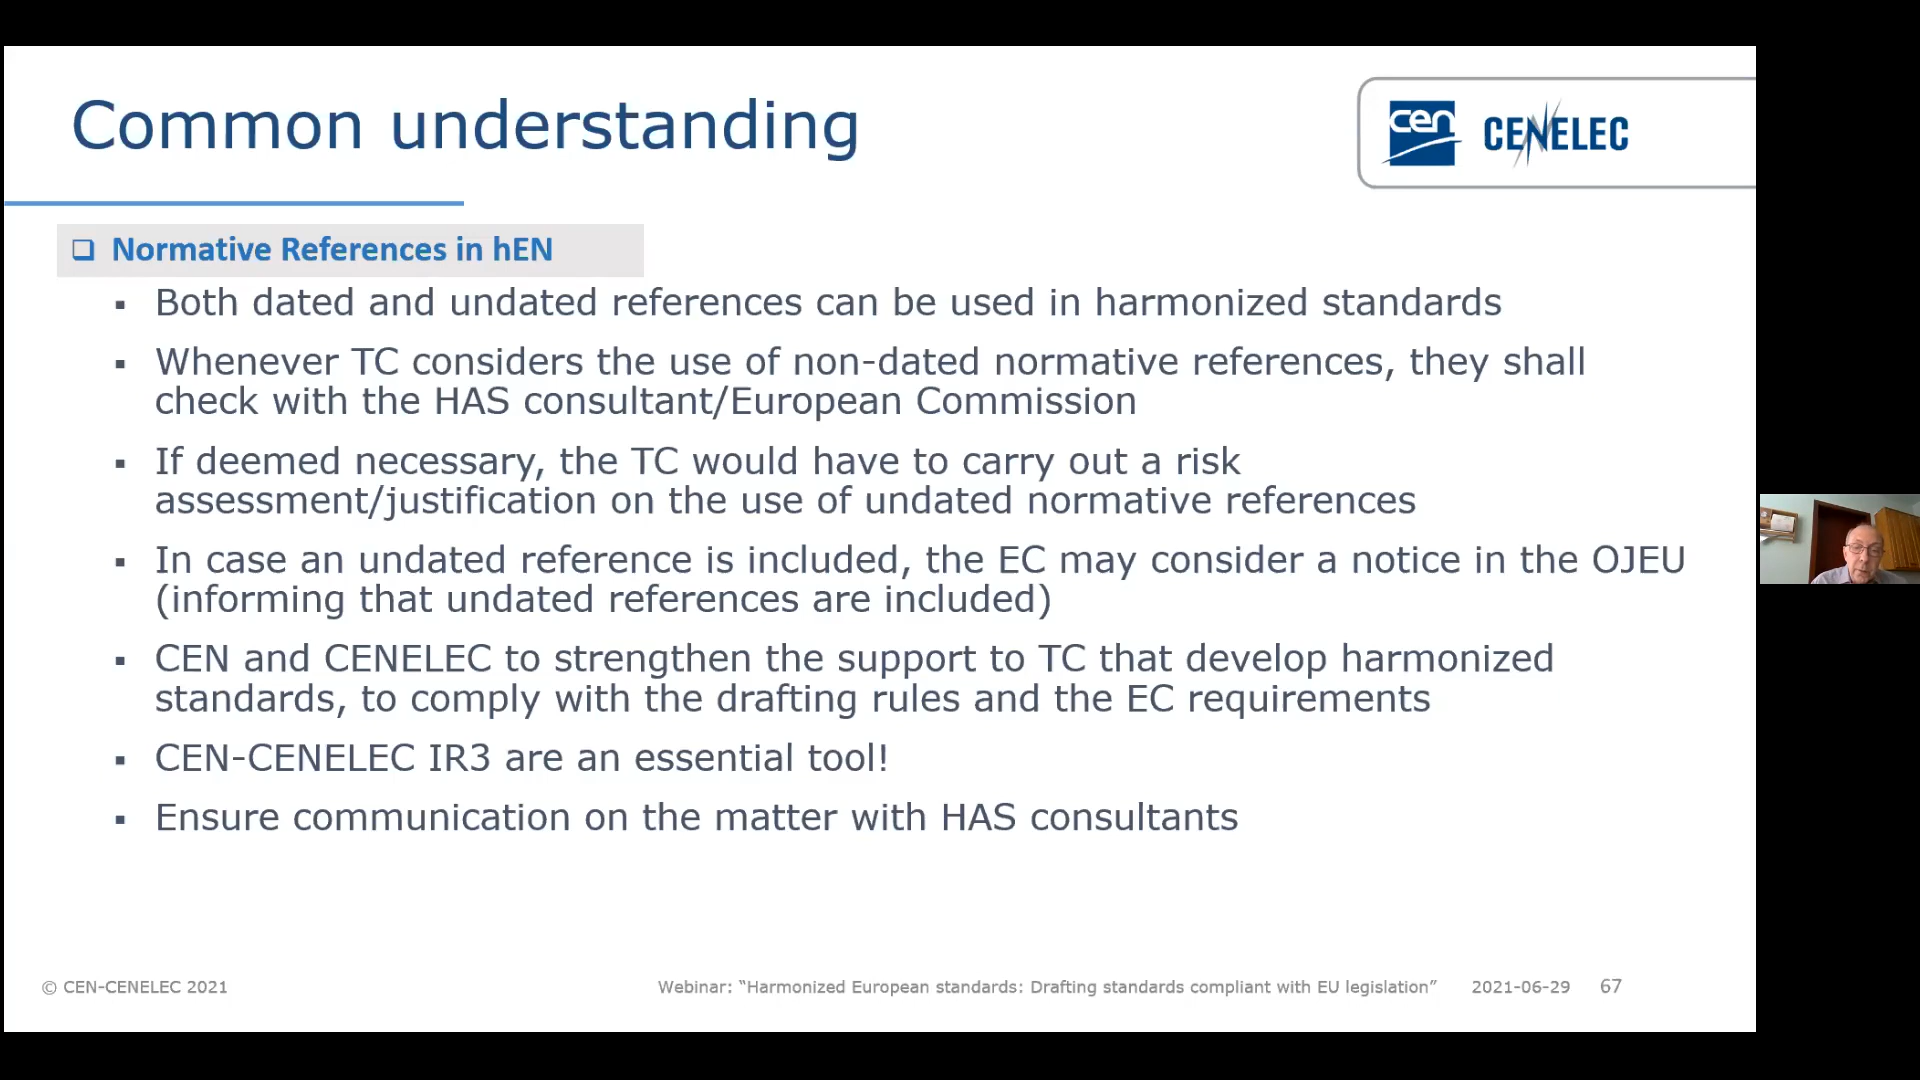 Common understanding
cen
CENELEC
Normative References in hEN
Both dated and undated references can be used in harmonized standards
Whenever TC considers the use of non-dated normative references, they shall
check with the HAS consultant/European Commission
If deemed necessary, the TC would have to carry out a risk
assessment/justification on the use of undated normative references
In case an undated reference is included, the EC may consider a notice in the OJEU
(informing that undated references are included)
CEN and CENELEC to strengthen the support to TC that develop harmonized
standards, to comply with the drafting rules and the EC requirements
CEN-CENELEC IR3 are an essential tool!
Ensure communication on the matter with HAS consultants
© CEN-CENELEC 2021
Webinar: “Harmonized European standards: Drafting standards compliant with EU legislation”
2021-06-29
67